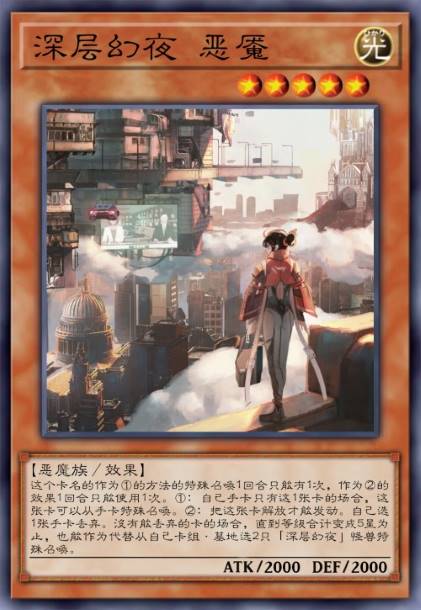 深层幻夜 恶魇
光
【恶魔族／效果】
这个卡名的作为①的方法的特殊召唤1回合只能有1次，作为②的
效果1回合只能使用1次。①：自己手卡只有这1张卡的场合，这
张卡可以从手卡特殊召唤。②：把这张卡解放才能发动。自己选
1张手卡丢弃。没有能丢弃的卡的场合，直到等级合计变成5星为
止，也能作为代替从自己卡组·墓地选2只「深层幻夜」怪兽特
殊召唤。
ATK/2000 DEF/2000